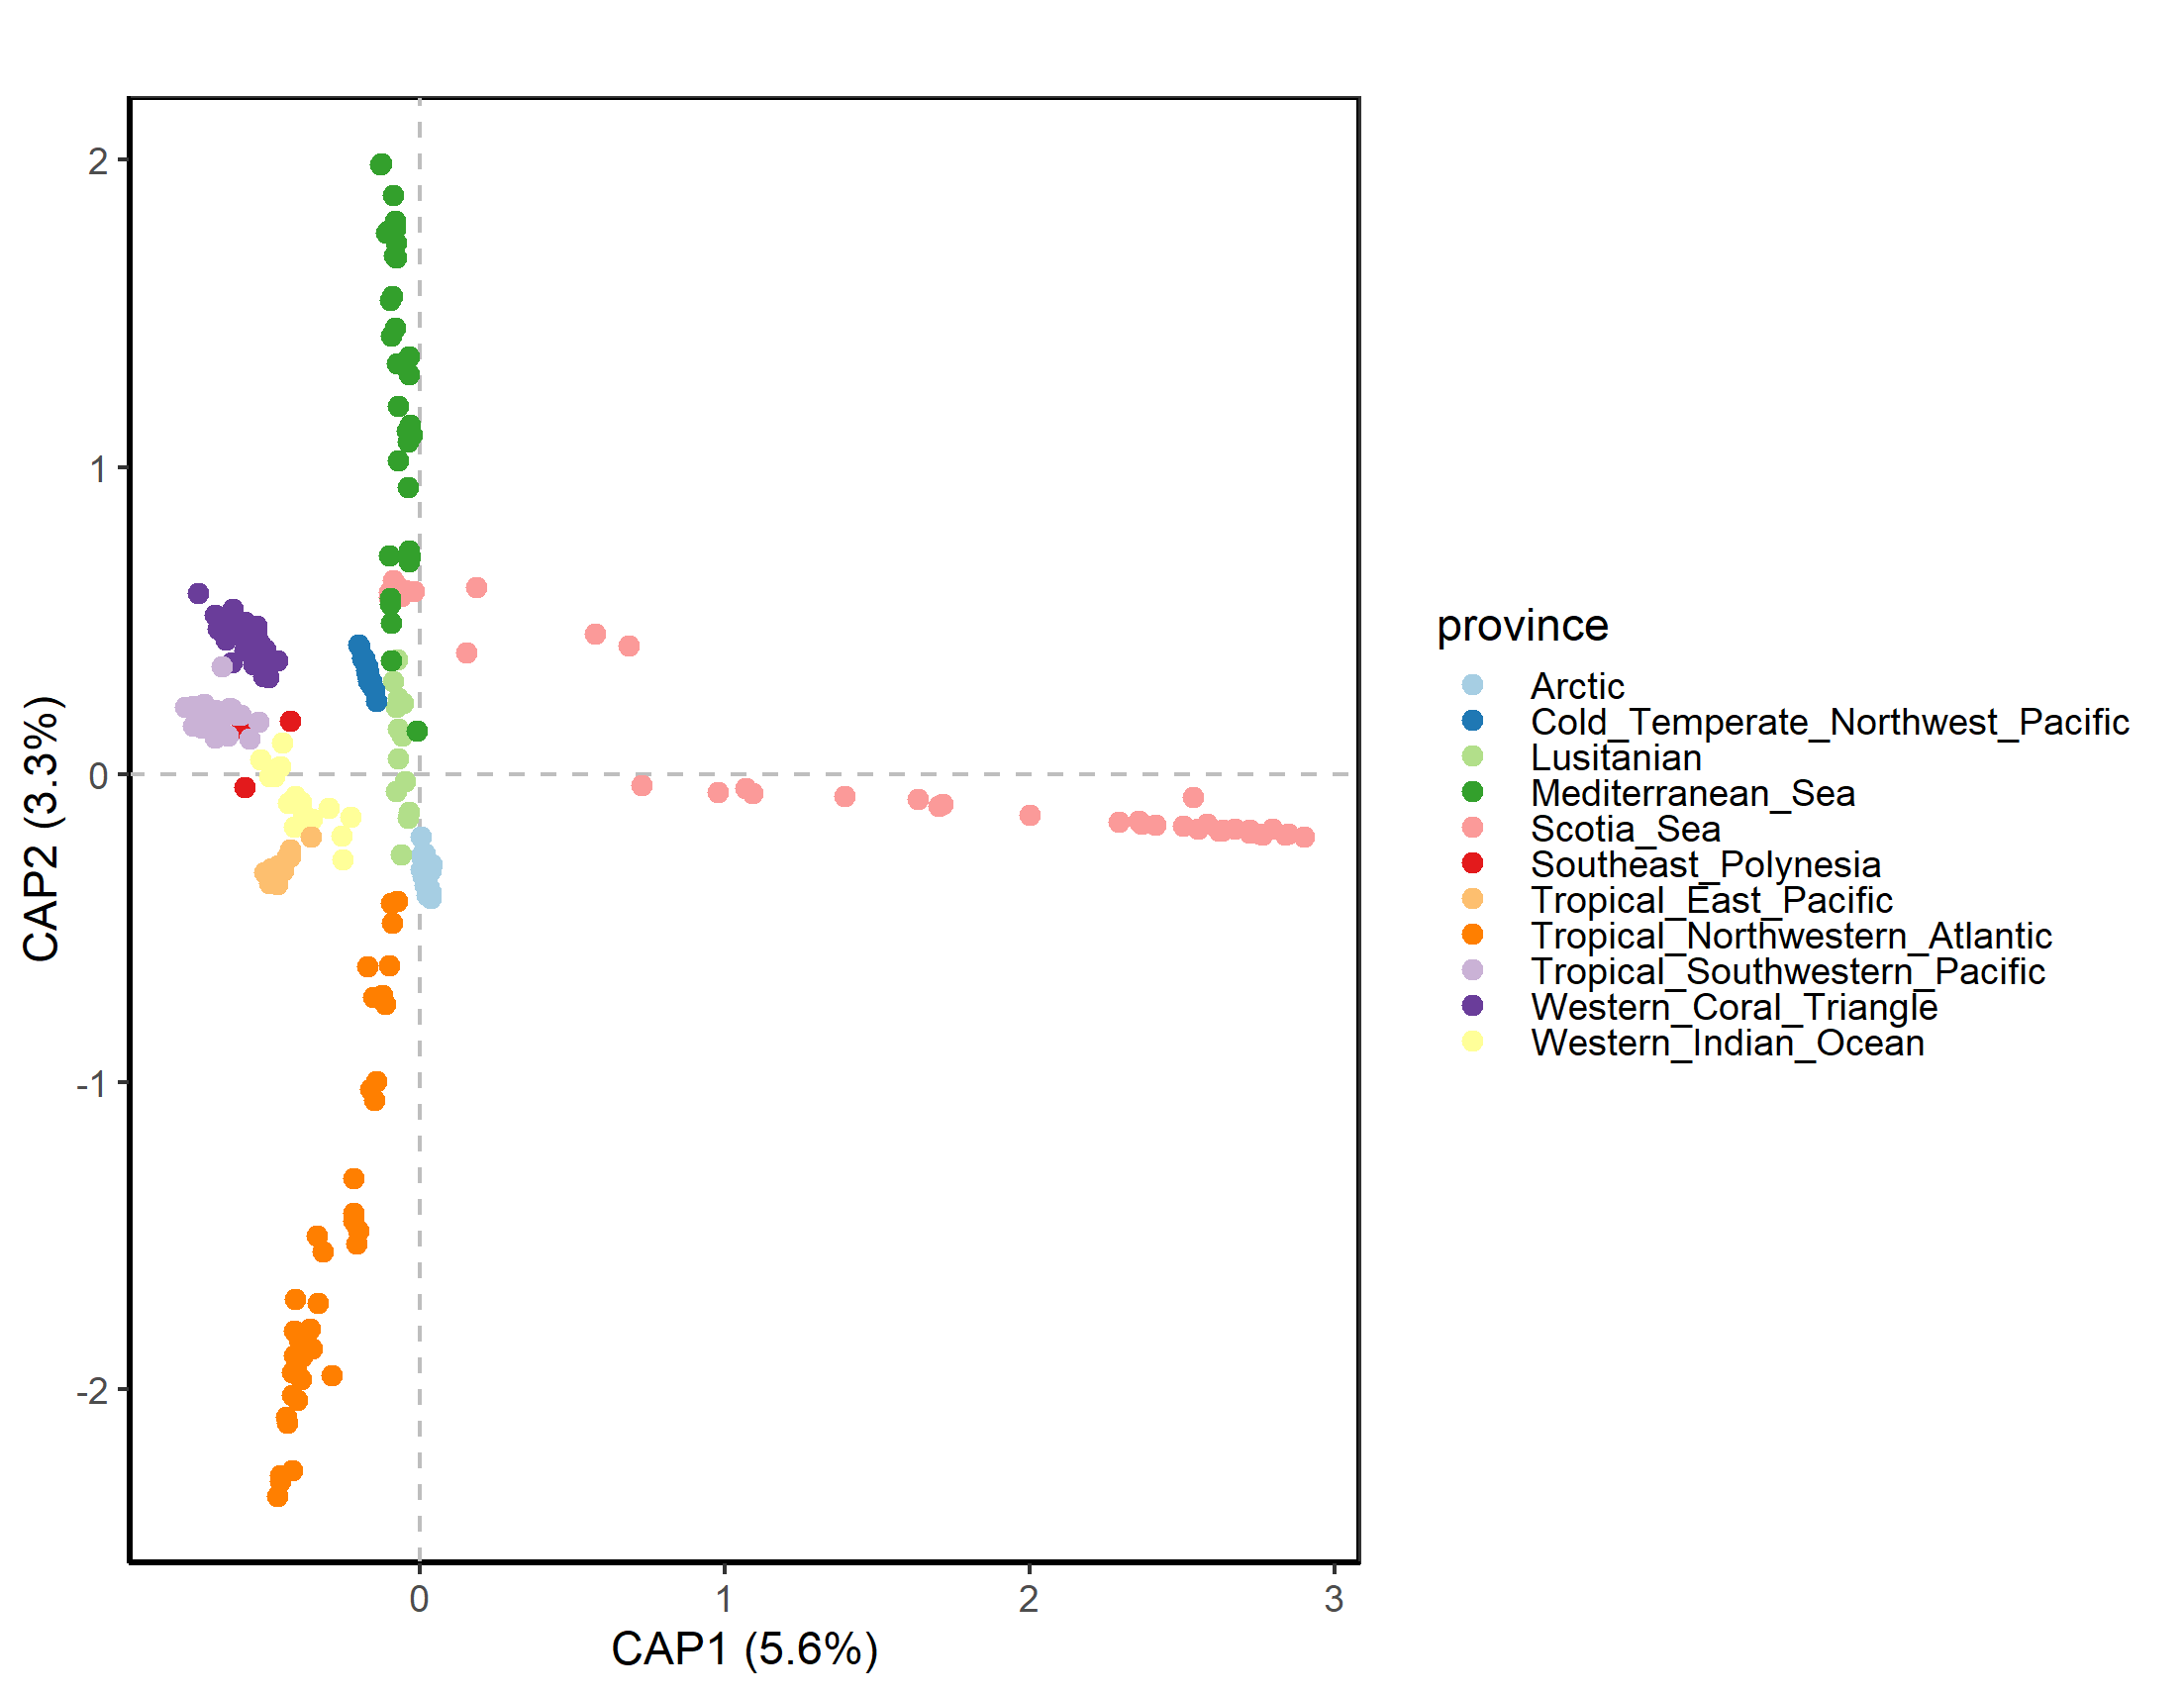 2
1
0
-1
-2
CAP2 (3.3%)
0
1
2
3
CAP1 (5.6%)
province
Arctic
Cold_Temperate_Northwest_Pacific
Lusitanian
Mediterranean_Sea
Scotia_Sea
Southeast_Polynesia
Tropical_East_Pacific
Tropical_Northwestern_Atlantic
Tropical_Southwestern_Pacific
Western_Coral_Triangle
Western_Indian_Ocean